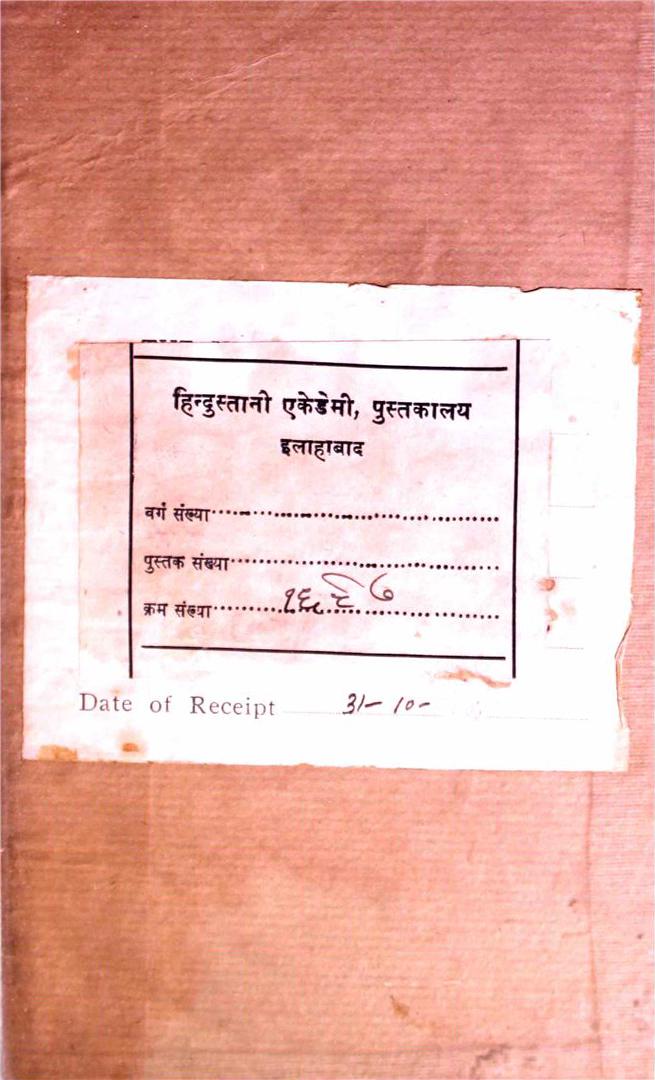 हिन्दुस्तानी एकेडेमी, पुस्तकालय
इलाहाबाद
वर्ग संख्या
पुस्तक संख्या
क्रम संख्या
Date of Receipt 31-10-